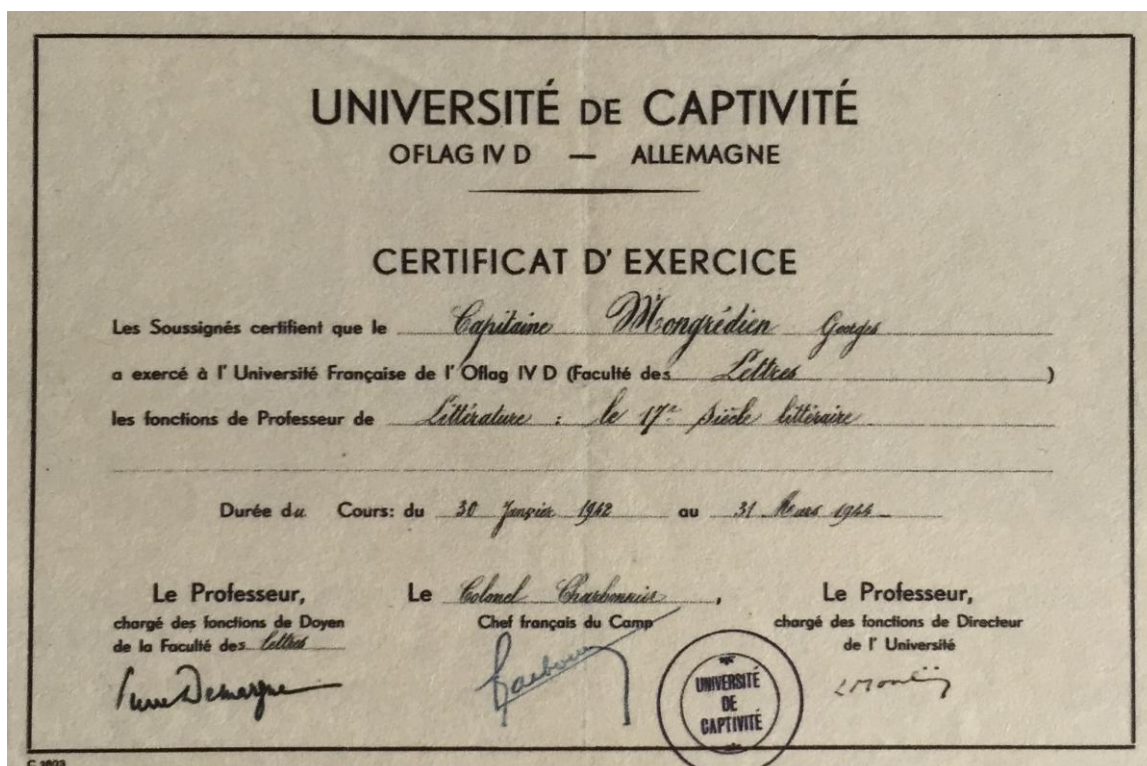 UNIVERSITÉ DE CAPTIVITÉ
OFLAG IV D — ALLEMAGNE
CERTIFICAT D' EXERCICE
Les Soussignés certifient que le Capitaine Mongrédien Georges
a exercé à l' Université Française de l' Oflag IV D (Faculté des Lettres )
les fonctions de Professeur de Littérature : le 17e Siècle littéraire
Durée du Cours: du 30 Janvier 1942 au 31 Mars 1944
Le Professeur,
chargé des fonctions de Doyen
de la Faculté des lettres
Pierre Demargne
Le Colonel Charbonnier,
Chef français du Camp
Le Professeur,
chargé des fonctions de Directeur
de l' Université
UNIVERSITÉ
DE
CAPTIVITÉ